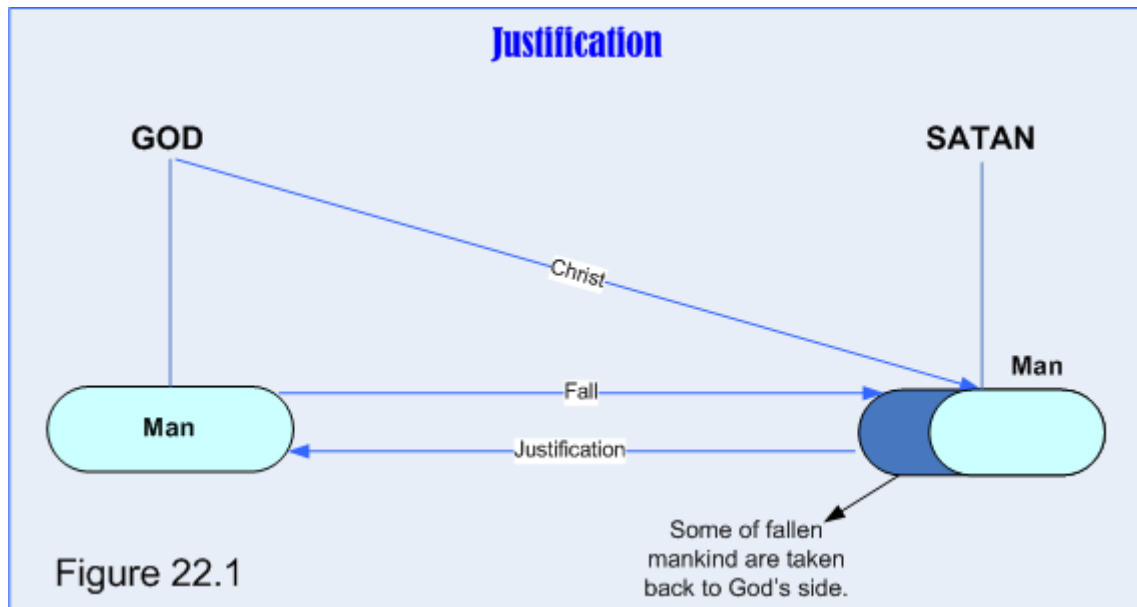 Justification
GOD
SATAN
Christ
Man
Fall
Man
Justification
Some of fallen
mankind are taken
back to God's side.
Figure 22.1